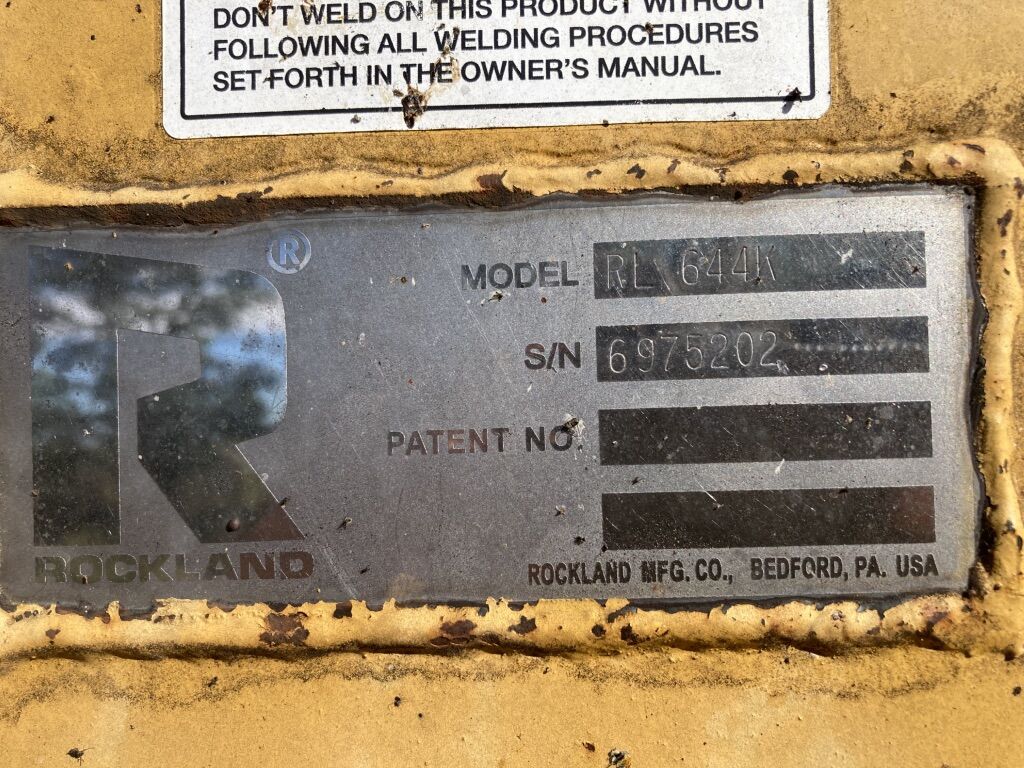 DON'T WELD ON THIS PRODUCT WITHOUT
FOLLOWING ALL WELDING PROCEDURES
SET FORTH IN THE OWNER'S MANUAL.
R®
MODEL RL 644K
S/N 6975202
PATENT NO.
ROCKLAND
ROCKLAND MFG. CO., BEDFORD, PA. USA